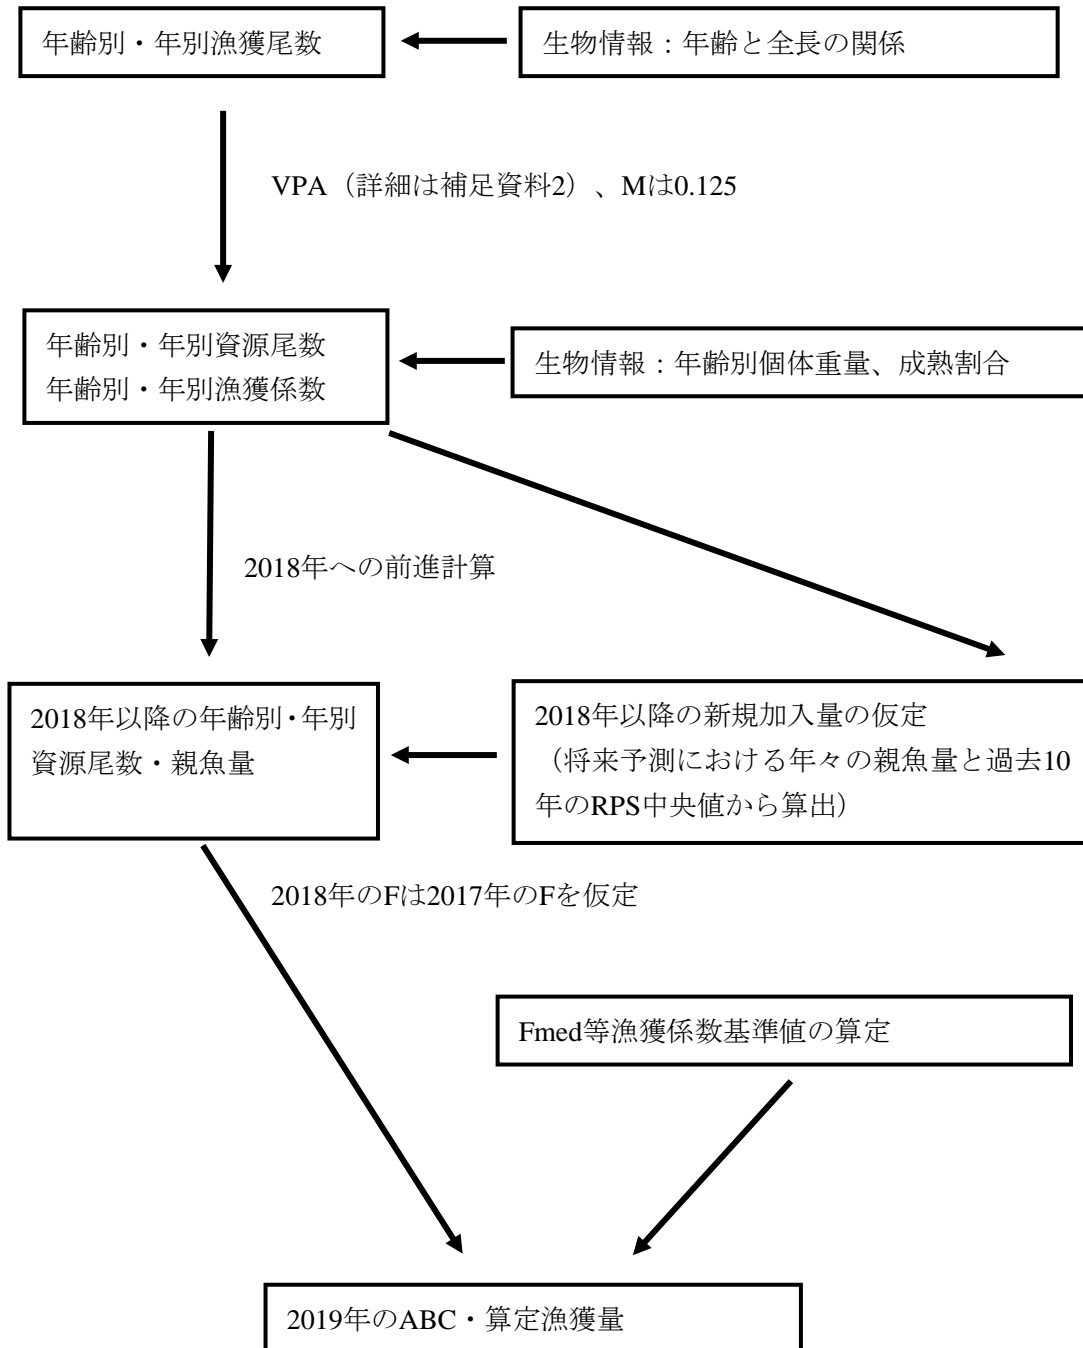 年齢別・年別漁獲尾数
生物情報：年齢と全長の関係
VPA（詳細は補足資料2）、Mは0.125
年齢別・年別資源尾数
年齢別・年別漁獲係数
生物情報：年齢別個体重量、成熟割合
2018年への前進計算
2018年以降の年齢別・年別
資源尾数・親魚量
2018年以降の新規加入量の仮定
（将来予測における年々の親魚量と過去10
年のRPS中央値から算出）
2018年のFは2017年のFを仮定
Fmed等漁獲係数基準値の算定
2019年のABC・算定漁獲量